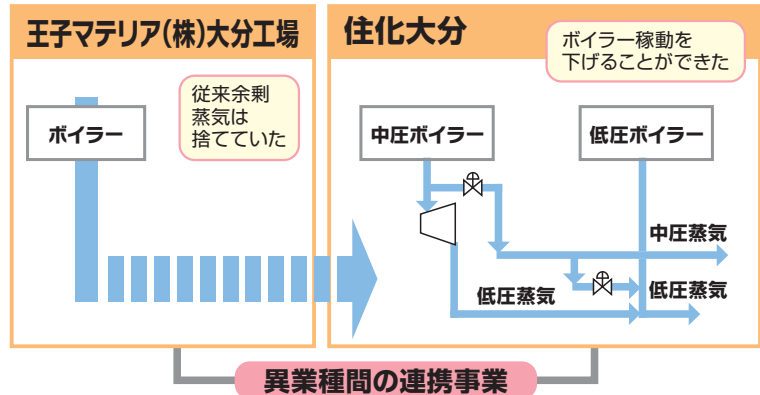 王子マテリア(株)大分工場
従来余剰
蒸気は
捨てていた
ボイラー
住化大分
ボイラー稼動を
下げることができた
中圧ボイラー
低圧ボイラー
中圧蒸気
低圧蒸気
低圧蒸気
異業種間の連携事業